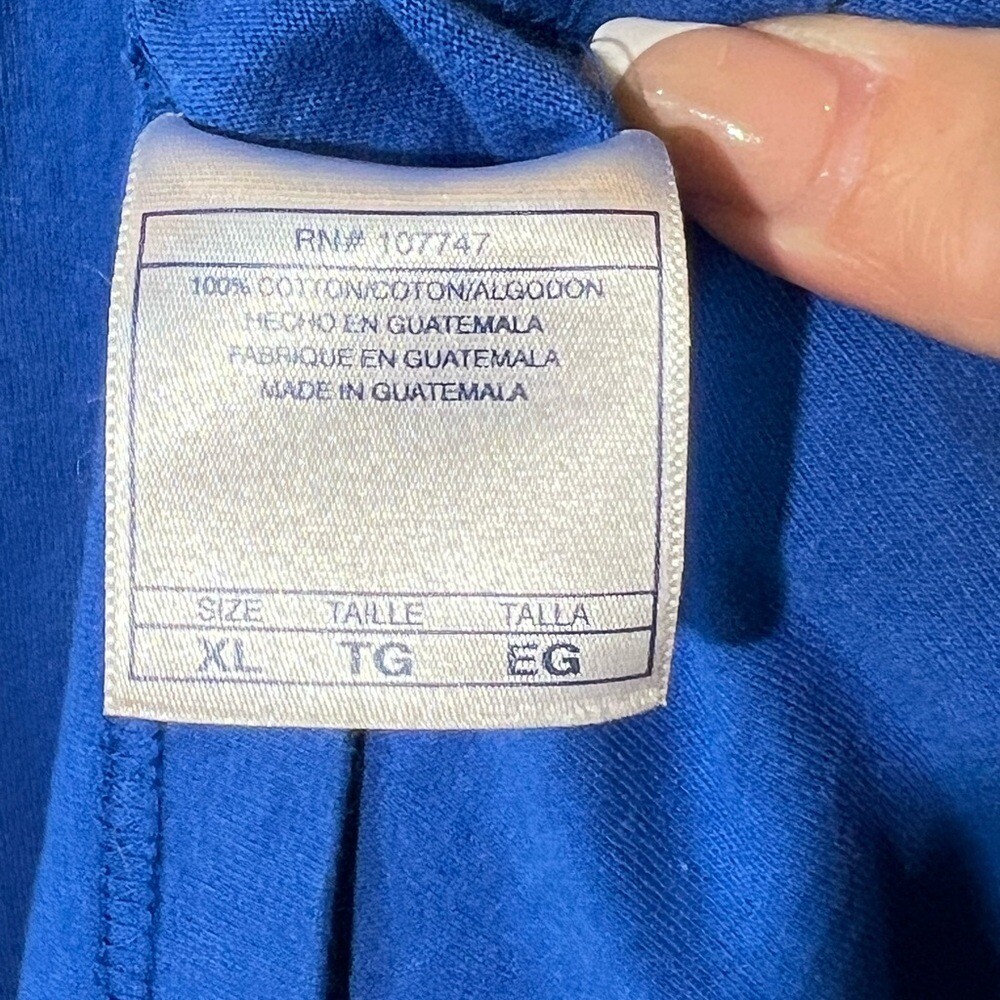 RN# 107747
100% COTTON/COTON/ALGODON
HECHO EN GUATEMALA
FABRIQUE EN GUATEMALA
MADE IN GUATEMALA
SIZE TAILLE TALLA
XL TG EG